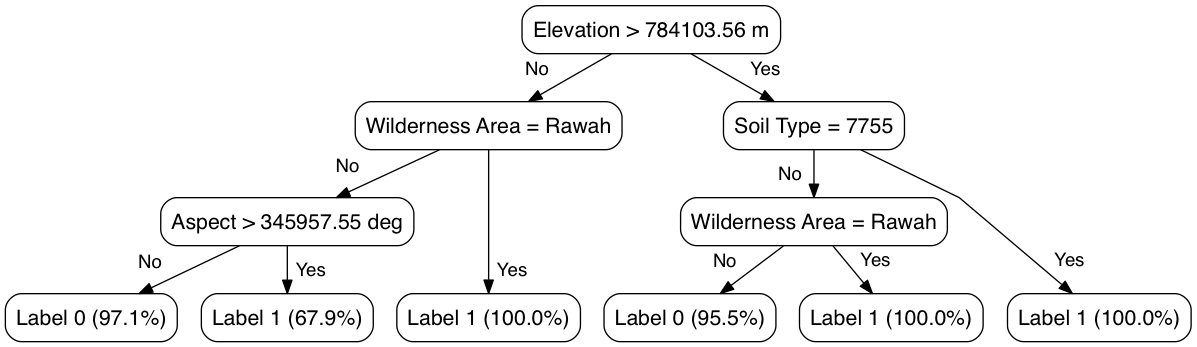 Elevation > 784103.56 m
No
Yes
Wilderness Area = Rawah
Soil Type = 7755
No
No
Aspect > 345957.55 deg
Wilderness Area = Rawah
No
Yes
Yes
No
Yes
Yes
Label 0 (97.1%)
Label 1 (67.9%)
Label 1 (100.0%)
Label 0 (95.5%)
Label 1 (100.0%)
Label 1 (100.0%)